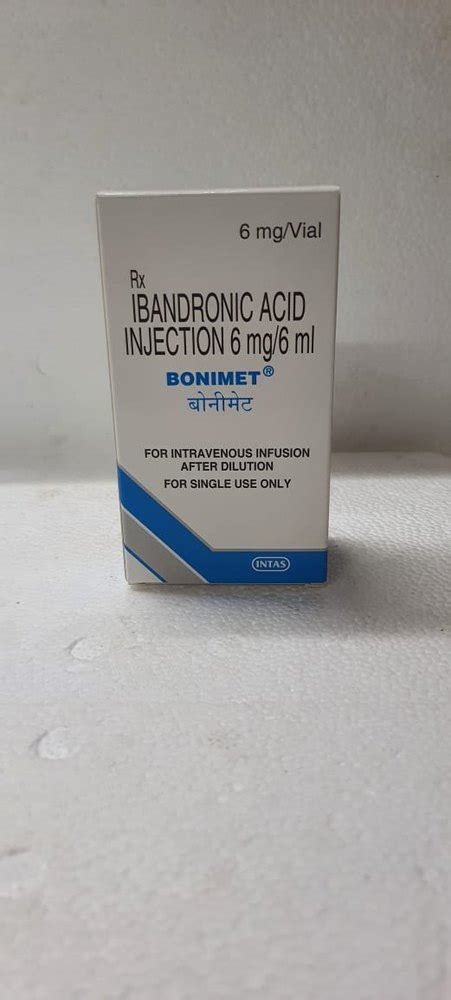 6 mg/Vial
Rx
IBANDRONIC ACID
INJECTION 6 mg/6 ml
BONIMET®
बोनीमेट
FOR INTRAVENOUS INFUSION
AFTER DILUTION
FOR SINGLE USE ONLY
INTAS